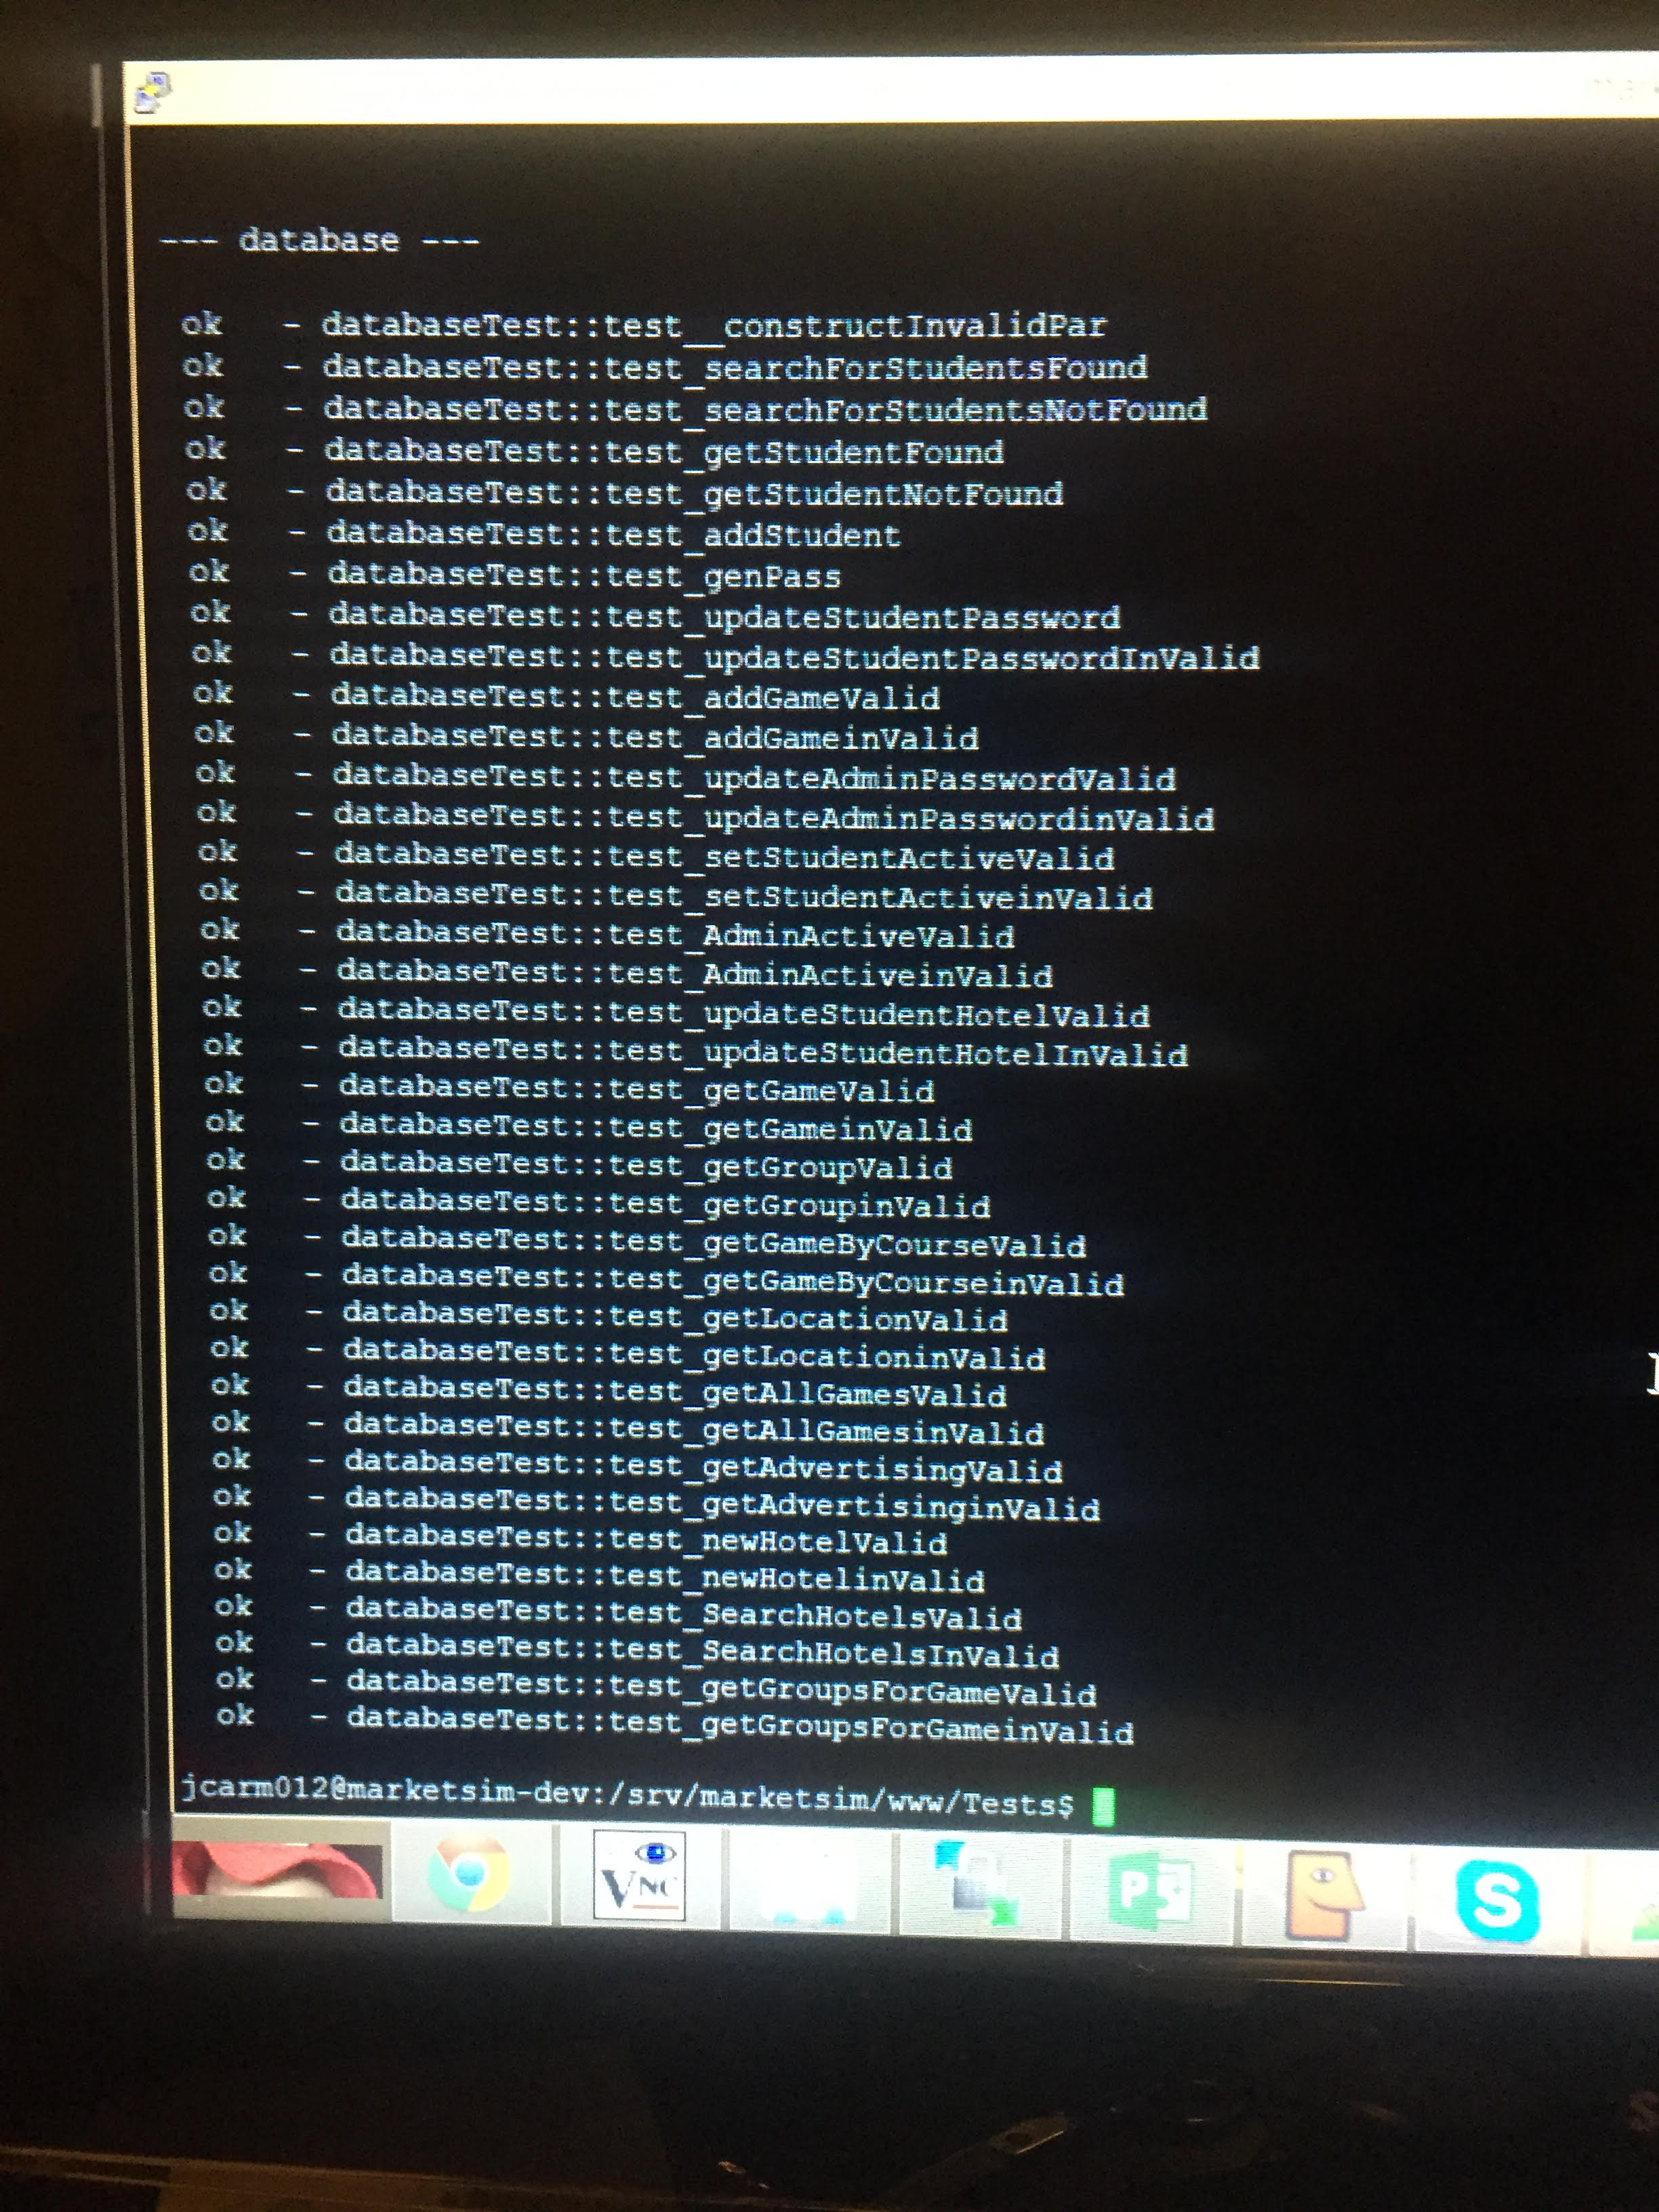 --- database ---
ok - databaseTest::test__constructInvalidPar
ok - databaseTest::test_searchForStudentsFound
ok - databaseTest::test_searchForStudentsNotFound
ok - databaseTest::test_getStudentFound
ok - databaseTest::test_getStudentNotFound
ok - databaseTest::test_addStudent
ok - databaseTest::test_genPass
ok - databaseTest::test_updateStudentPassword
ok - databaseTest::test_updateStudentPasswordInValid
ok - databaseTest::test_addGameValid
ok - databaseTest::test_addGameinValid
ok - databaseTest::test_updateAdminPasswordValid
ok - databaseTest::test_updateAdminPasswordinValid
ok - databaseTest::test_setStudentActiveValid
ok - databaseTest::test_setStudentActiveinValid
ok - databaseTest::test_AdminActiveValid
ok - databaseTest::test_AdminActiveinValid
ok - databaseTest::test_updateStudentHotelValid
ok - databaseTest::test_updateStudentHotelInValid
ok - databaseTest::test_getGameValid
ok - databaseTest::test_getGameinValid
ok - databaseTest::test_getGroupValid
ok - databaseTest::test_getGroupinValid
ok - databaseTest::test_getGameByCourseValid
ok - databaseTest::test_getGameByCourseinValid
ok - databaseTest::test_getLocationValid
ok - databaseTest::test_getLocationinValid
ok - databaseTest::test_getAllGamesValid
ok - databaseTest::test_getAllGamesinValid
ok - databaseTest::test_getAdvertisingValid
ok - databaseTest::test_getAdvertisinginValid
ok - databaseTest::test_newHotelValid
ok - databaseTest::test_newHotelinValid
ok - databaseTest::test_SearchHotelsValid
ok - databaseTest::test_SearchHotelsInValid
ok - databaseTest::test_getGroupsForGameValid
ok - databaseTest::test_getGroupsForGameinValid
jcarm012@marketsim-dev:/srv/marketsim/www/Tests$
VNC
P
S